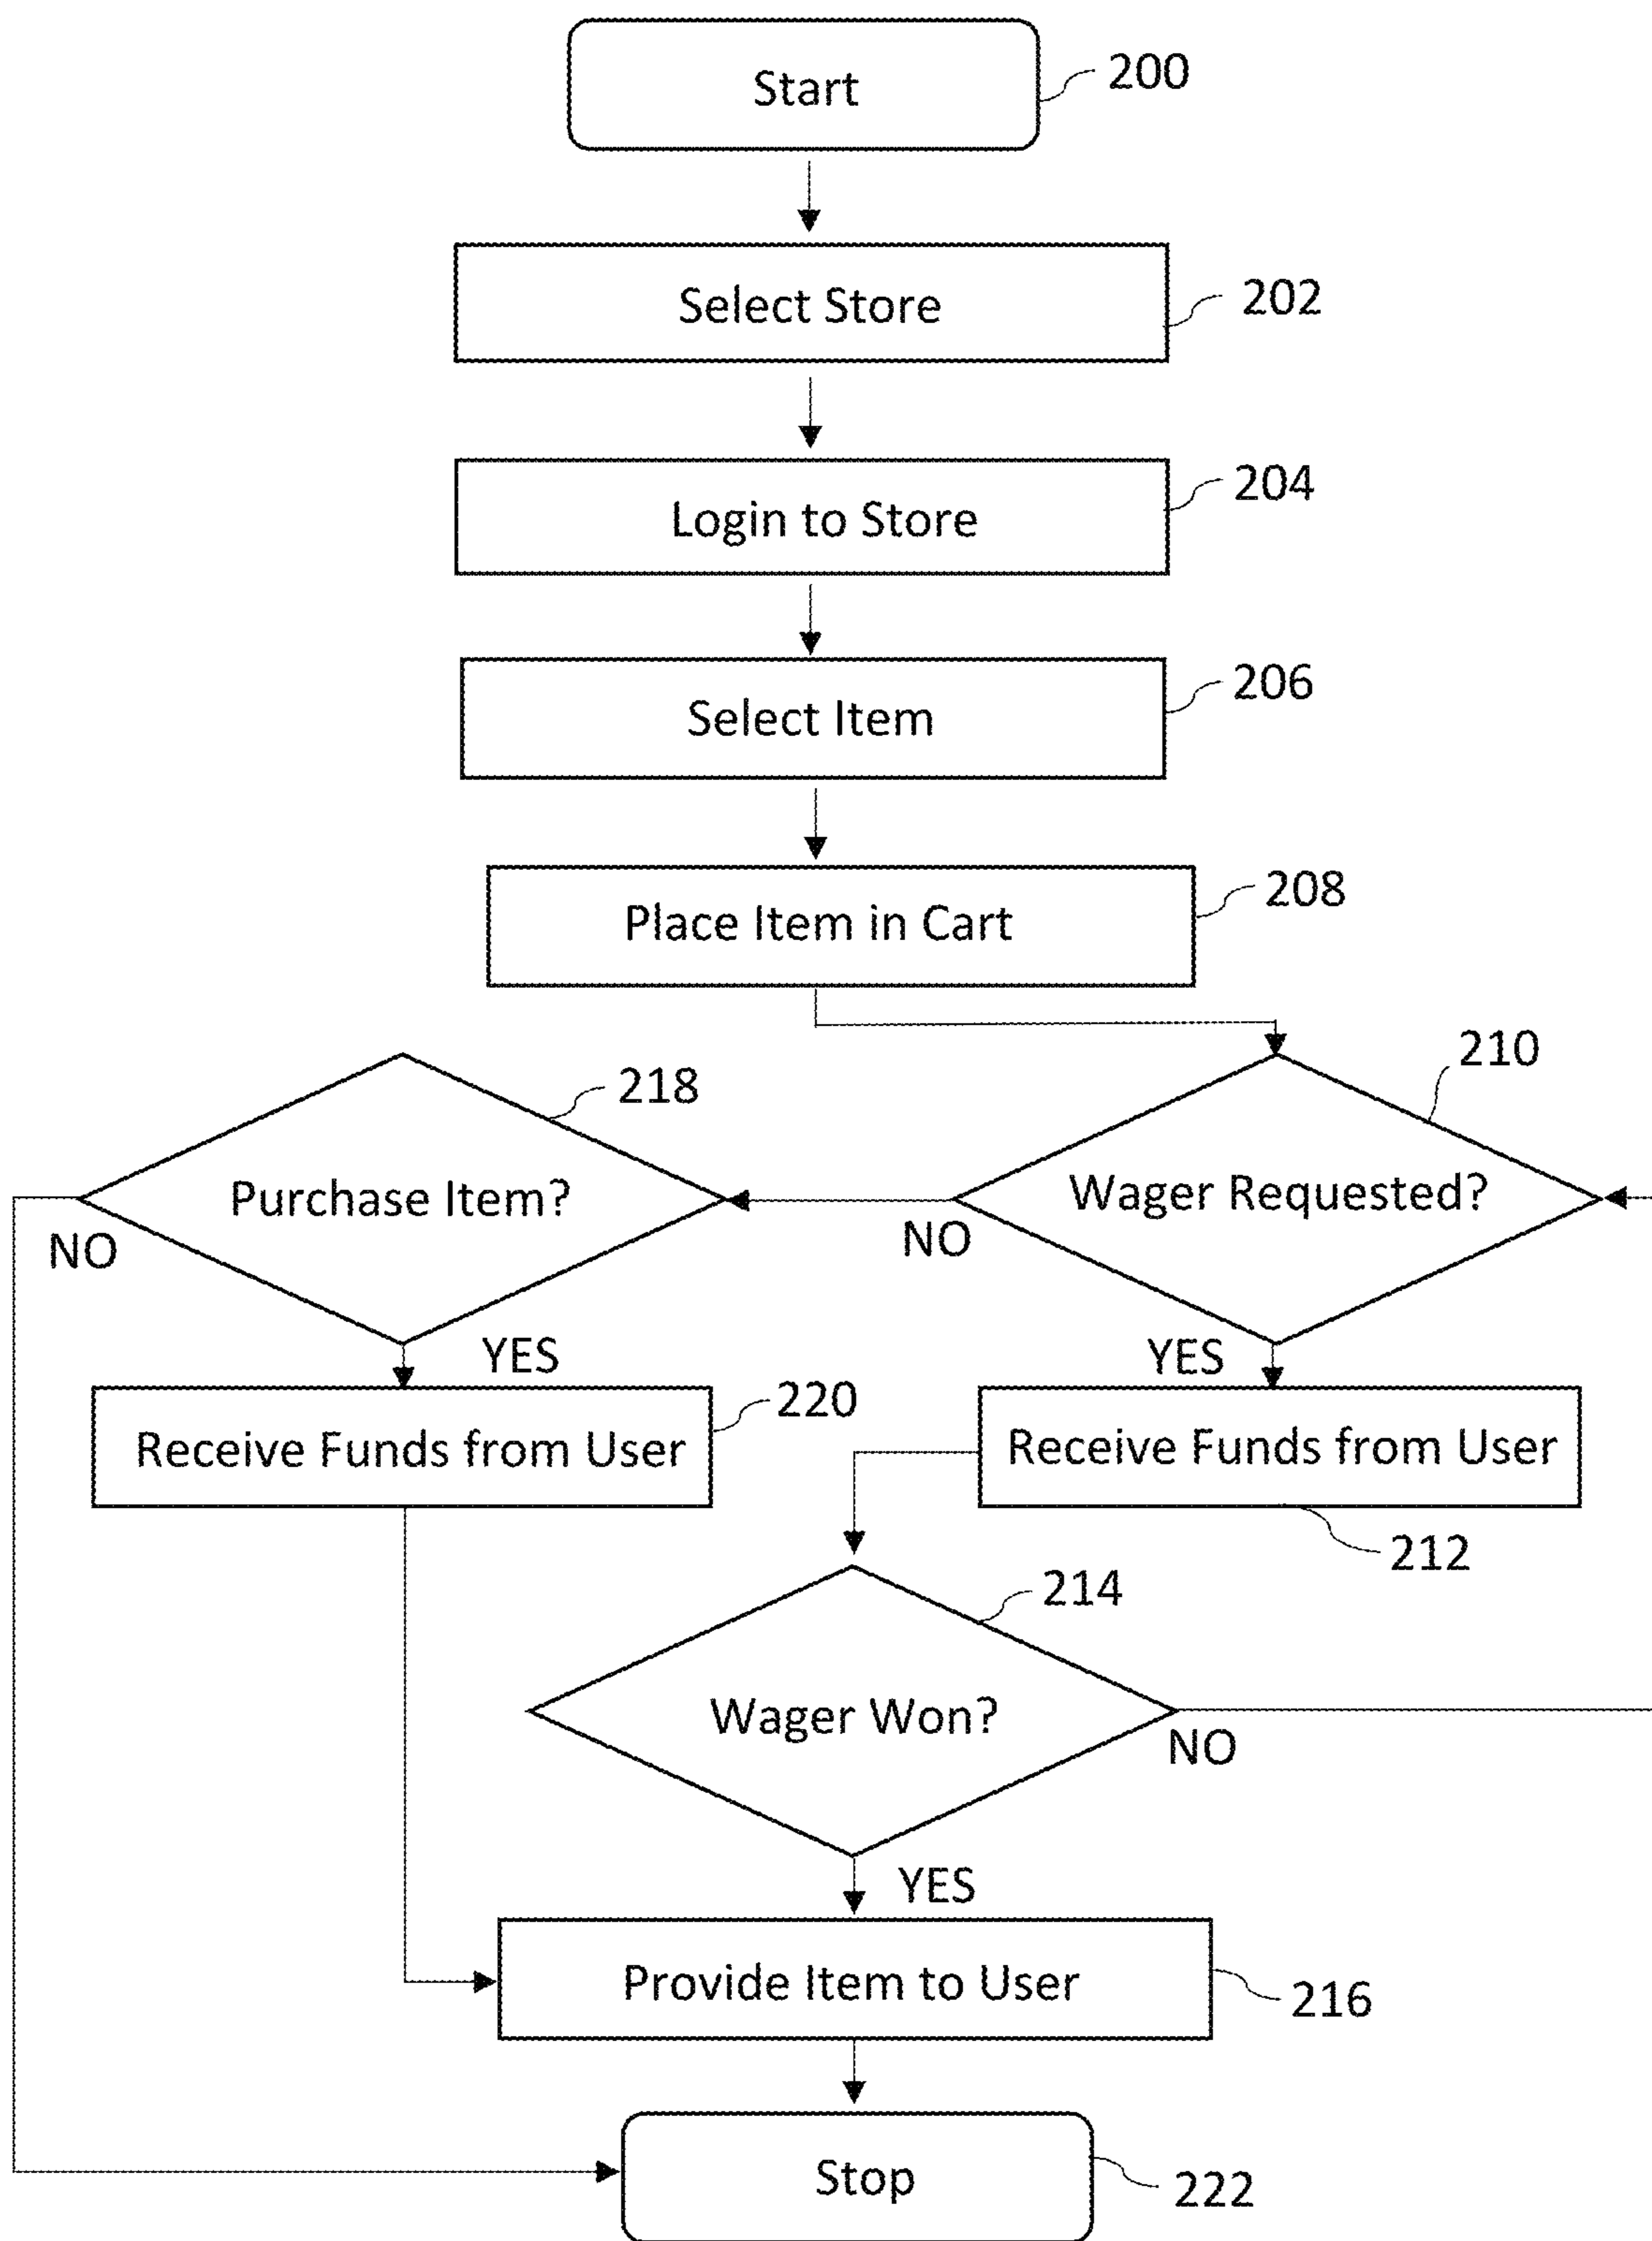 Start
200
Select Store
202
Login to Store
204
Select Item
206
Place Item in Cart
208
210
218
Purchase Item?
Wager Requested?
NO
NO
YES
YES
Receive Funds from User
220
Receive Funds from User
212
214
Wager Won?
NO
YES
Provide Item to User
216
Stop
222